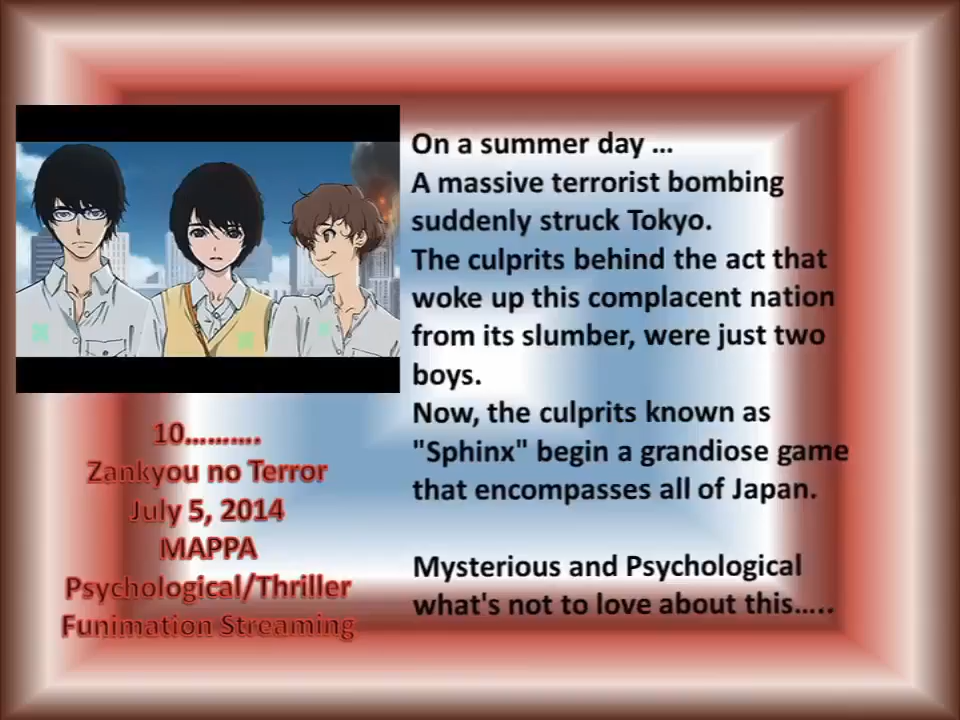 On a summer day ...
A massive terrorist bombing
suddenly struck Tokyo.
The culprits behind the act that
woke up this complacent nation
from its slumber, were just two
boys.
Now, the culprits known as
"Sphinx" begin a grandiose game
that encompasses all of Japan.
Mysterious and Psychological
what's not to love about this.....
10..........
Zankyou no Terror
July 5, 2014
MAPPA
Psychological/Thriller
Funimation Streaming